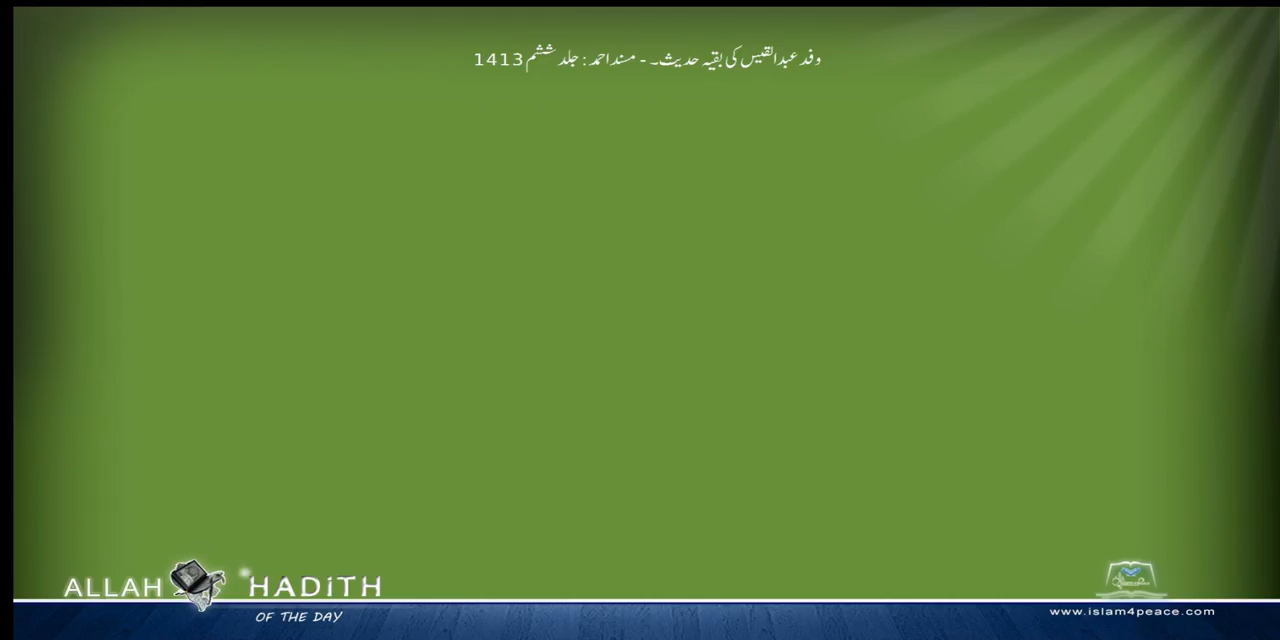 وفد عبدالقیس کی بقیہ حدیث۔ - مسند احمد : جلد ششم 1413
ALLAH HADITH
OF THE DAY
www.islam4peace.com